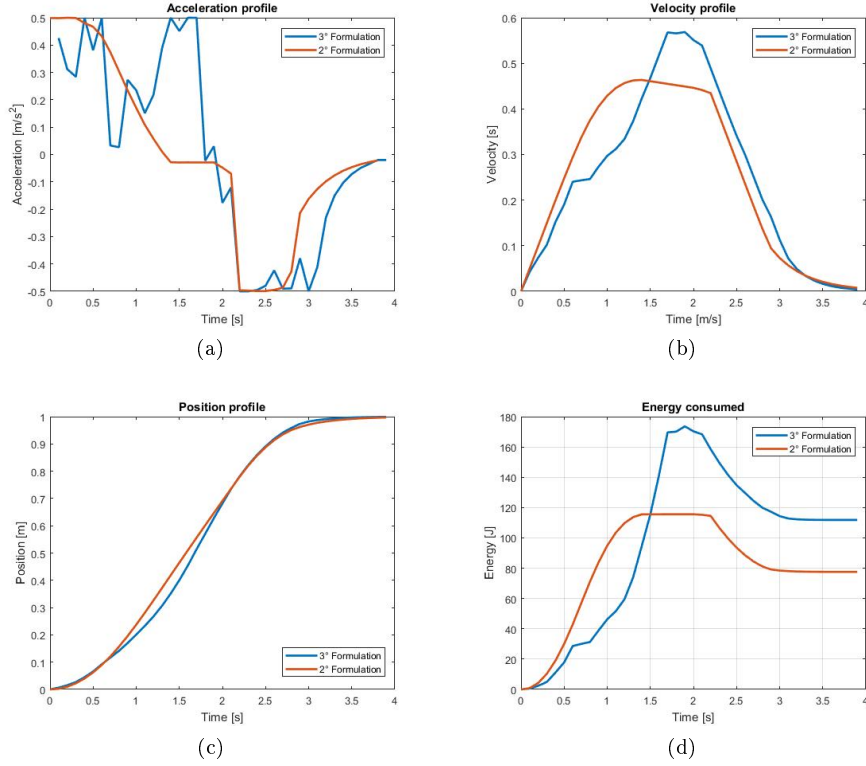 Acceleration profile
0.5
0.4
0.3
0.2
0.1
0
-0.1
-0.2
-0.3
-0.4
-0.5
Acceleration [m/s²]
3° Formulation
2° Formulation
0 0.5 1 1.5 2 2.5 3 3.5 4
Time [s]
(a)
Velocity profile
0.6
0.5
0.4
0.3
0.2
0.1
0
Velocity [s]
3° Formulation
2° Formulation
0 0.5 1 1.5 2 2.5 3 3.5 4
Time [m/s]
(b)
Position profile
1
0.9
0.8
0.7
0.6
0.5
0.4
0.3
0.2
0.1
0
Position [m]
3° Formulation
2° Formulation
0 0.5 1 1.5 2 2.5 3 3.5 4
Time [s]
(c)
Energy consumed
180
160
140
120
100
80
60
40
20
0
Energy [J]
3° Formulation
2° Formulation
0 0.5 1 1.5 2 2.5 3 3.5 4
Time [s]
(d)